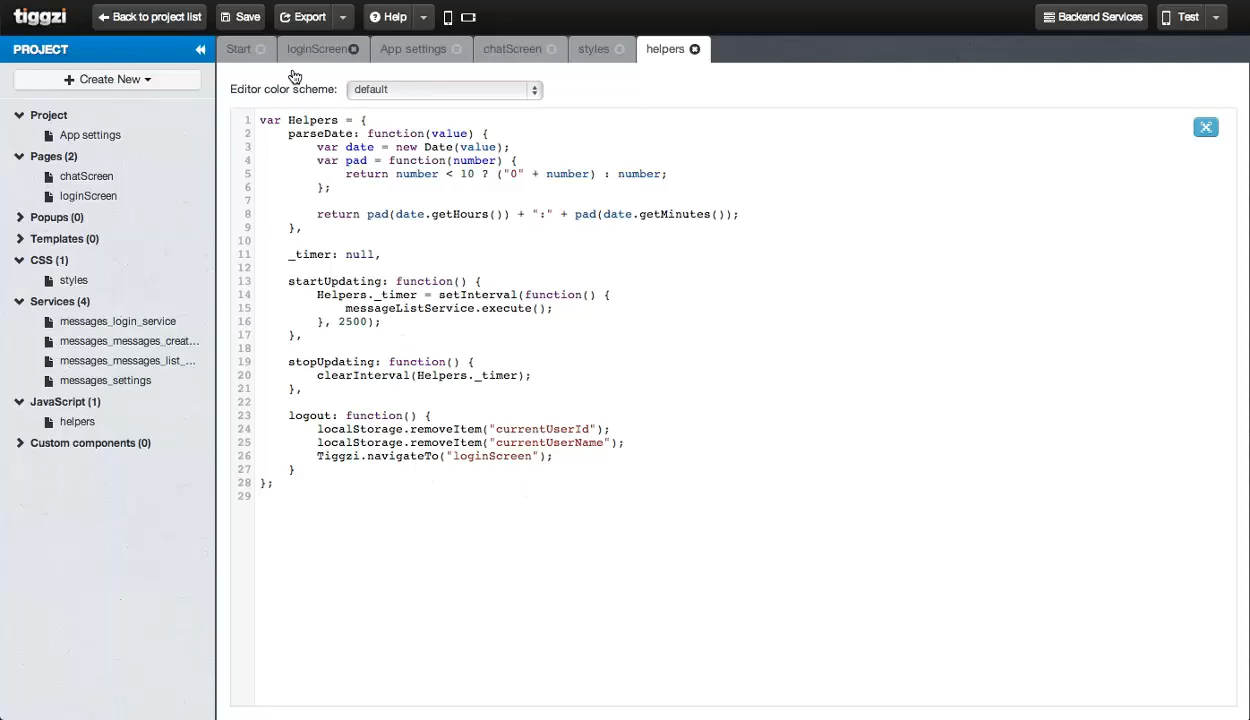 tiggzi Back to project list Save Export Help Backend Services Test
PROJECT Start loginScreen App settings chatScreen styles helpers
Create New
Editor color scheme: default
Project
App settings
Pages (2)
chatScreen
loginScreen
Popups (0)
Templates (0)
CSS (1)
styles
Services (4)
messages_login_service
messages_messages_creat...
messages_messages_list_...
messages_settings
JavaScript (1)
helpers
Custom components (0)
1 var Helpers = {
2 parseDate: function(value) {
3 var date = new Date(value);
4 var pad = function(number) {
5 return number < 10 ? ("0" + number) : number;
6 };
7
8 return pad(date.getHours()) + ":" + pad(date.getMinutes());
9 },
10
11 _timer: null,
12
13 startUpdating: function() {
14 Helpers._timer = setInterval(function() {
15 messageListService.execute();
16 }, 2500);
17 },
18
19 stopUpdating: function() {
20 clearInterval(Helpers._timer);
21 },
22
23 logout: function() {
24 localStorage.removeItem("currentUserId");
25 localStorage.removeItem("currentUserName");
26 Tiggzi.navigateTo("loginScreen");
27 }
28 };
29